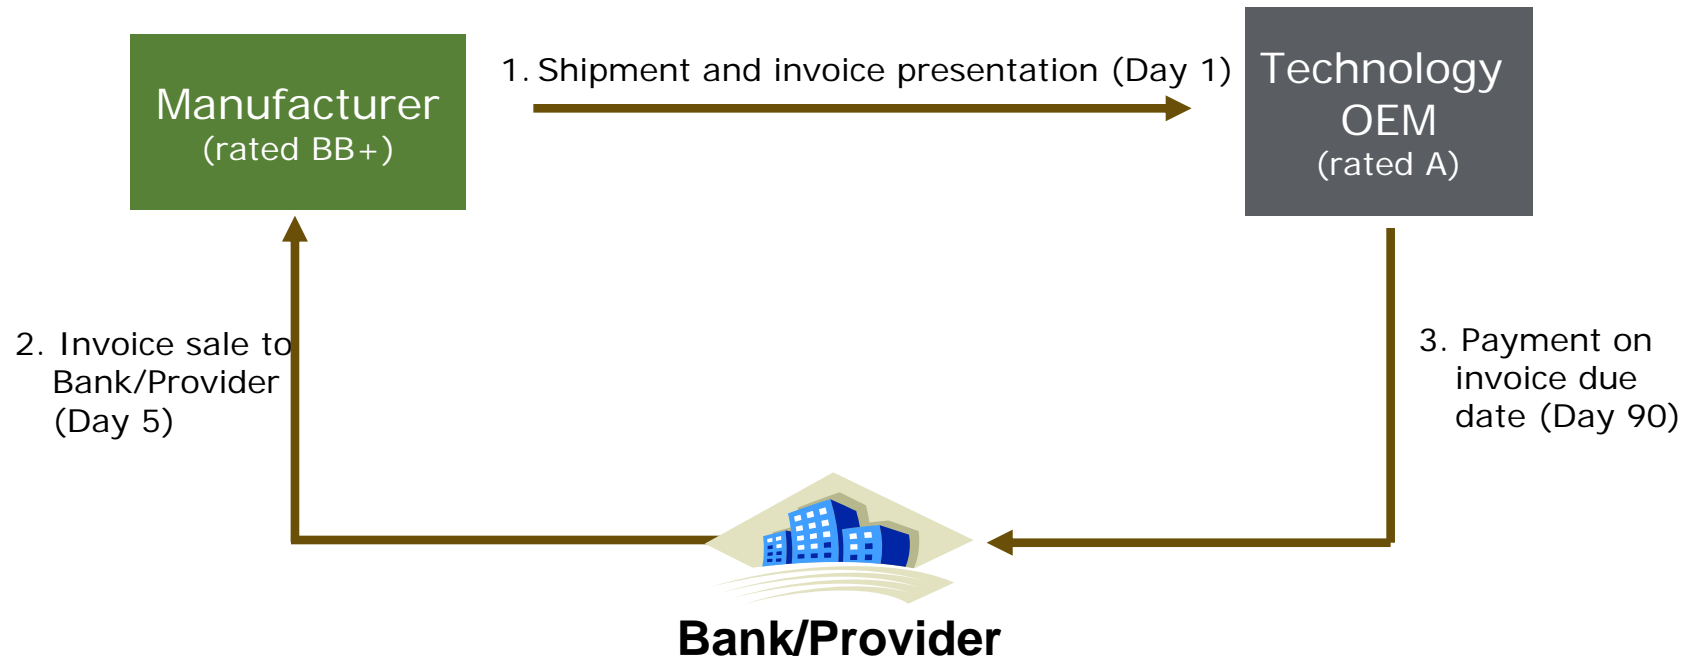 Manufacturer
(rated BB+)
1. Shipment and invoice presentation (Day 1)
Technology
OEM
(rated A)
2. Invoice sale to
Bank/Provider
(Day 5)
3. Payment on
invoice due
date (Day 90)
Bank/Provider